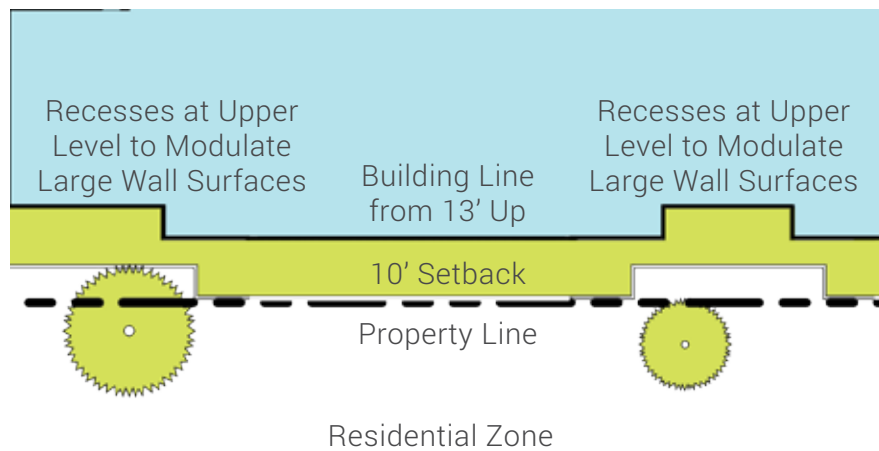 Recesses at Upper
Level to Modulate
Large Wall Surfaces
Building Line
from 13’ Up
Recesses at Upper
Level to Modulate
Large Wall Surfaces
10’ Setback
Property Line
Residential Zone